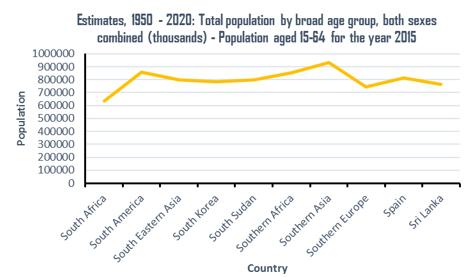 Estimates, 1950 - 2020: Total population by broad age group, both sexes
combined (thousands) - Population aged 15-64 for the year 2015
1000000
900000
800000
700000
600000
500000
400000
300000
200000
100000
0
Population
South Africa
South America
South Eastern Asia
South Korea
South Sudan
Southern Africa
Southern Asia
Southern Europe
Spain
Sri Lanka
Country